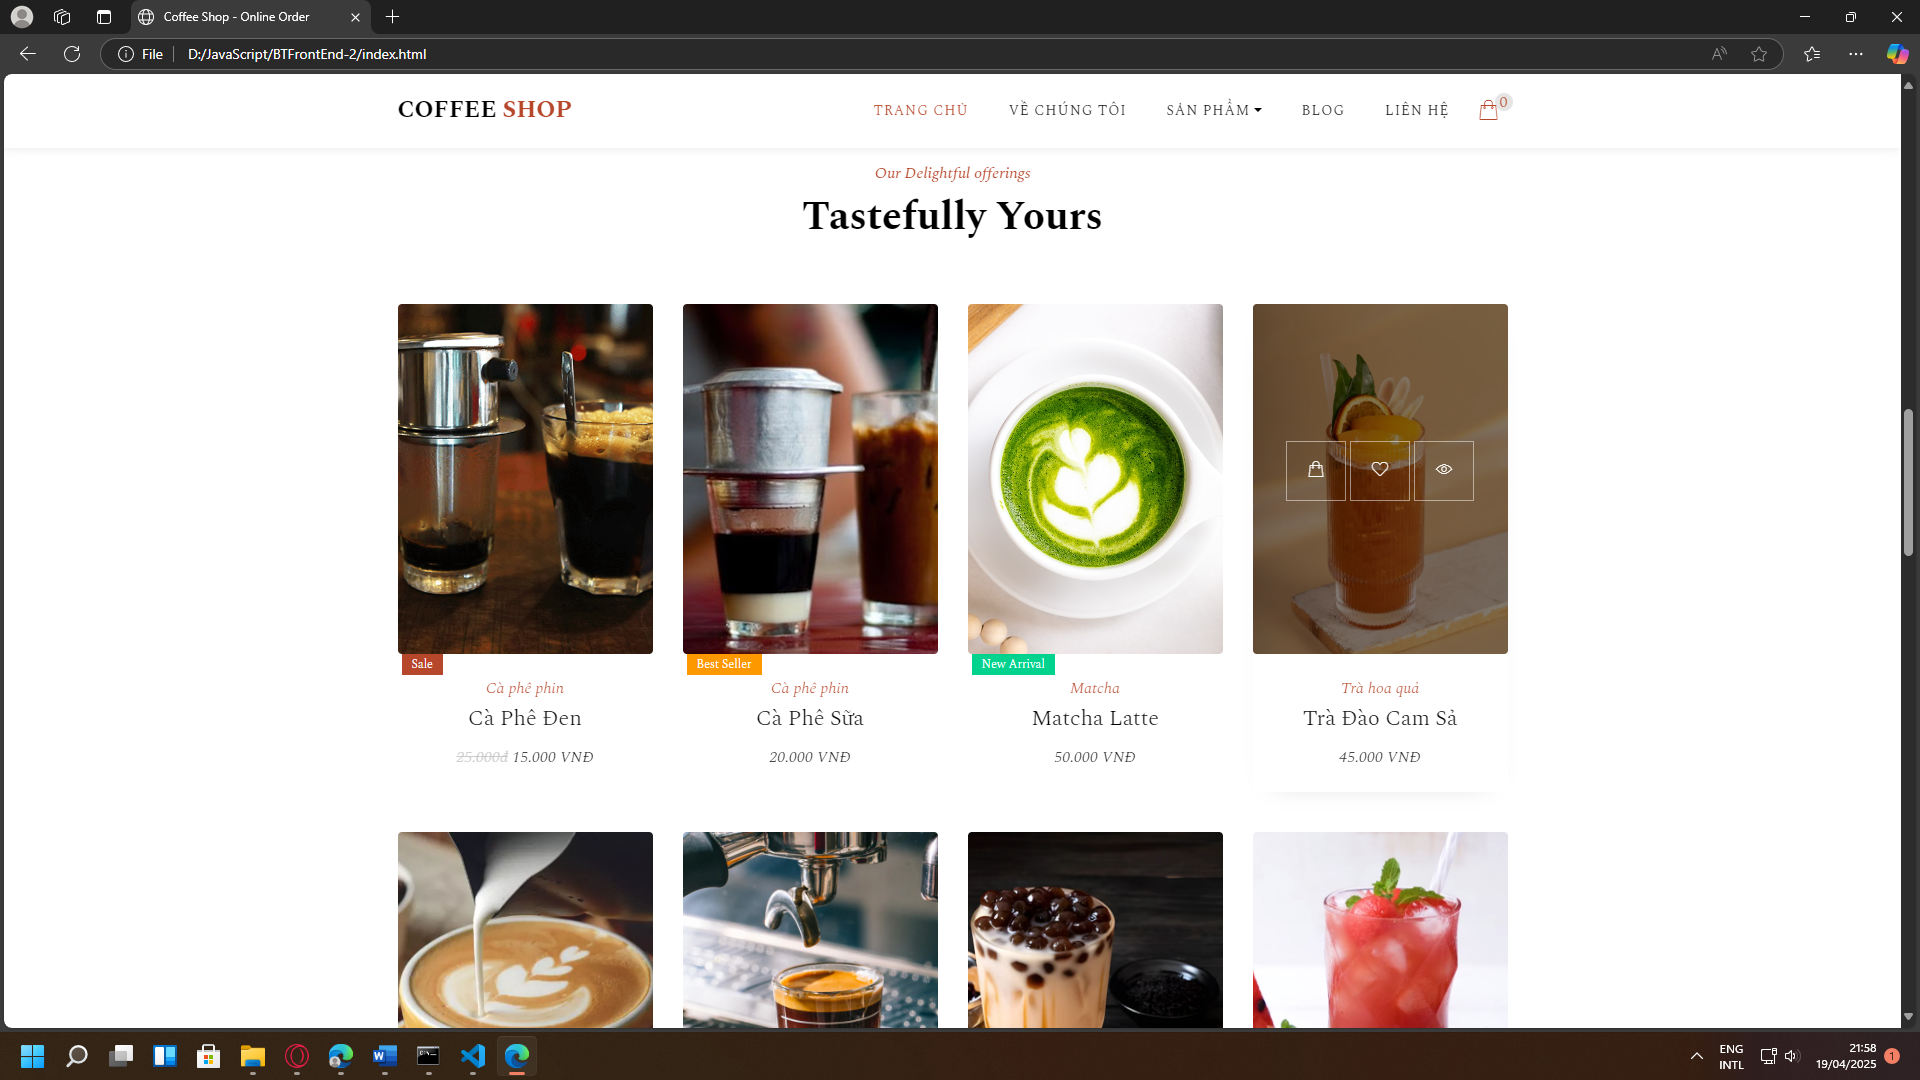 Coffee Shop - Online Order
File
D:/JavaScript/BTFrontEnd-2/index.html
COFFEE SHOP
TRANG CHỦ
VỀ CHÚNG TÔI
SẢN PHẨM
BLOG
LIÊN HỆ
0
Our Delightful offerings
Tastefully Yours
Sale
Best Seller
New Arrival
Cà phê phin
Cà phê phin
Matcha
Trà hoa quả
Cà Phê Đen
Cà Phê Sữa
Matcha Latte
Trà Đào Cam Sả
25.000đ 15.000 VNĐ
20.000 VNĐ
50.000 VNĐ
45.000 VNĐ
ENG
INTL
21:58
19/04/2025
1